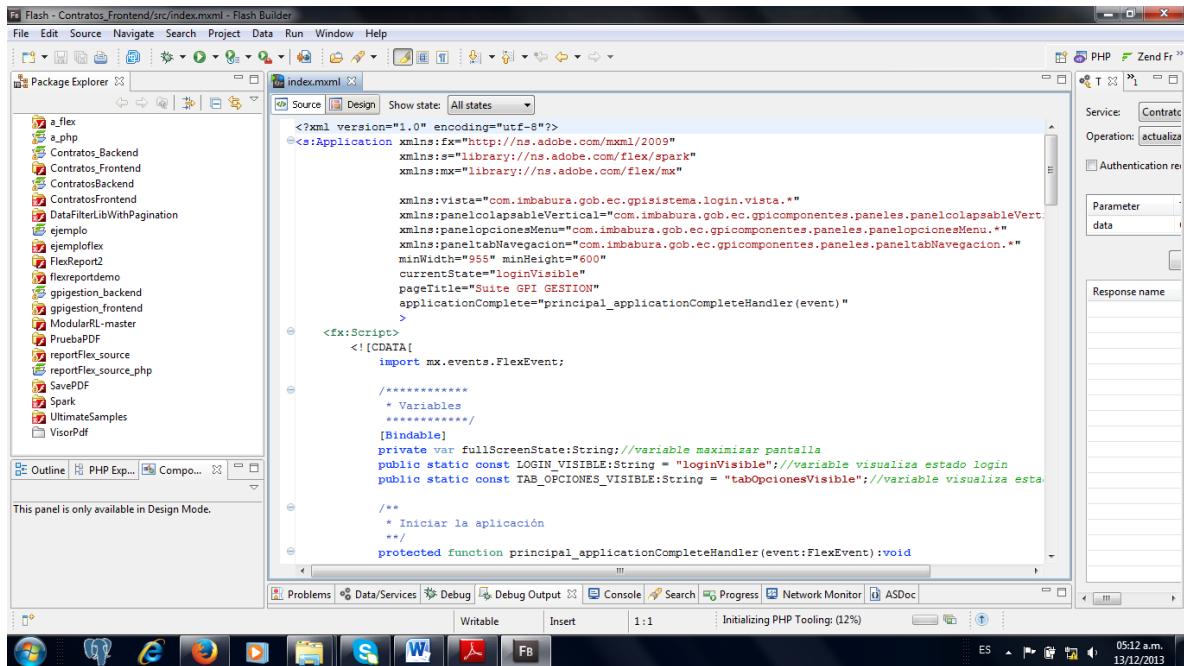 Flash - Contratos_Frontend/src/index.mxml - Flash Builder
File Edit Source Navigate Search Project Data Run Window Help
PHP Zend Fr
Package Explorer
a_flex
a_php
Contratos_Backend
Contratos_Frontend
ContratosBackend
ContratosFrontend
DataFilterLibWithPagination
ejemplo
ejemploflex
FlexReport2
flexreportdemo
gpigestion_backend
gpigestion_frontend
ModularRL-master
PruebaPDF
reportFlex_source
reportFlex_source_php
SavePDF
Spark
UltimateSamples
VisorPdf
Outline PHP Exp... Compo...
This panel is only available in Design Mode.
index.mxml
Source Design Show state: All states
<?xml version="1.0" encoding="utf-8"?>
<s:Application xmlns:fx="http://ns.adobe.com/mxml/2009"
xmlns:s="library://ns.adobe.com/flex/spark"
xmlns:mx="library://ns.adobe.com/flex/mx"
xmlns:vista="com.imbabura.gob.ec.gpisistema.login.vista.*"
xmlns:panelcolapsableVertical="com.imbabura.gob.ec.gpicomponentes.paneles.panelcolapsableVert
xmlns:panelopcionesMenu="com.imbabura.gob.ec.gpicomponentes.paneles.panelopcionesMenu.*"
xmlns:paneltabNavegacion="com.imbabura.gob.ec.gpicomponentes.paneles.paneltabNavegacion.*"
minWidth="955" minHeight="600"
currentState="loginVisible"
pageTitle="Suite GPI GESTION"
applicationComplete="principal_applicationCompleteHandler(event)"
>
<fx:Script>
<![CDATA[
import mx.events.FlexEvent;
/************
* Variables
************/
[Bindable]
private var fullScreenState:String;//variable maximizar pantalla
public static const LOGIN_VISIBLE:String = "loginVisible";//variable visualiza estado login
public static const TAB_OPCIONES_VISIBLE:String = "tabOpcionesVisible";//variable visualiza esta
/**
* Iniciar la aplicación
**/
protected function principal_applicationCompleteHandler(event:FlexEvent):void
Problems Data/Services Debug Debug Output Console Search Progress Network Monitor ASDoc
T 1
Service: Contrato
Operation: actualiza
Authentication re
Parameter
data
Response name
Writable Insert 1:1 Initializing PHP Tooling: (12%)
FB
ES 05:12 a.m.
13/12/2013